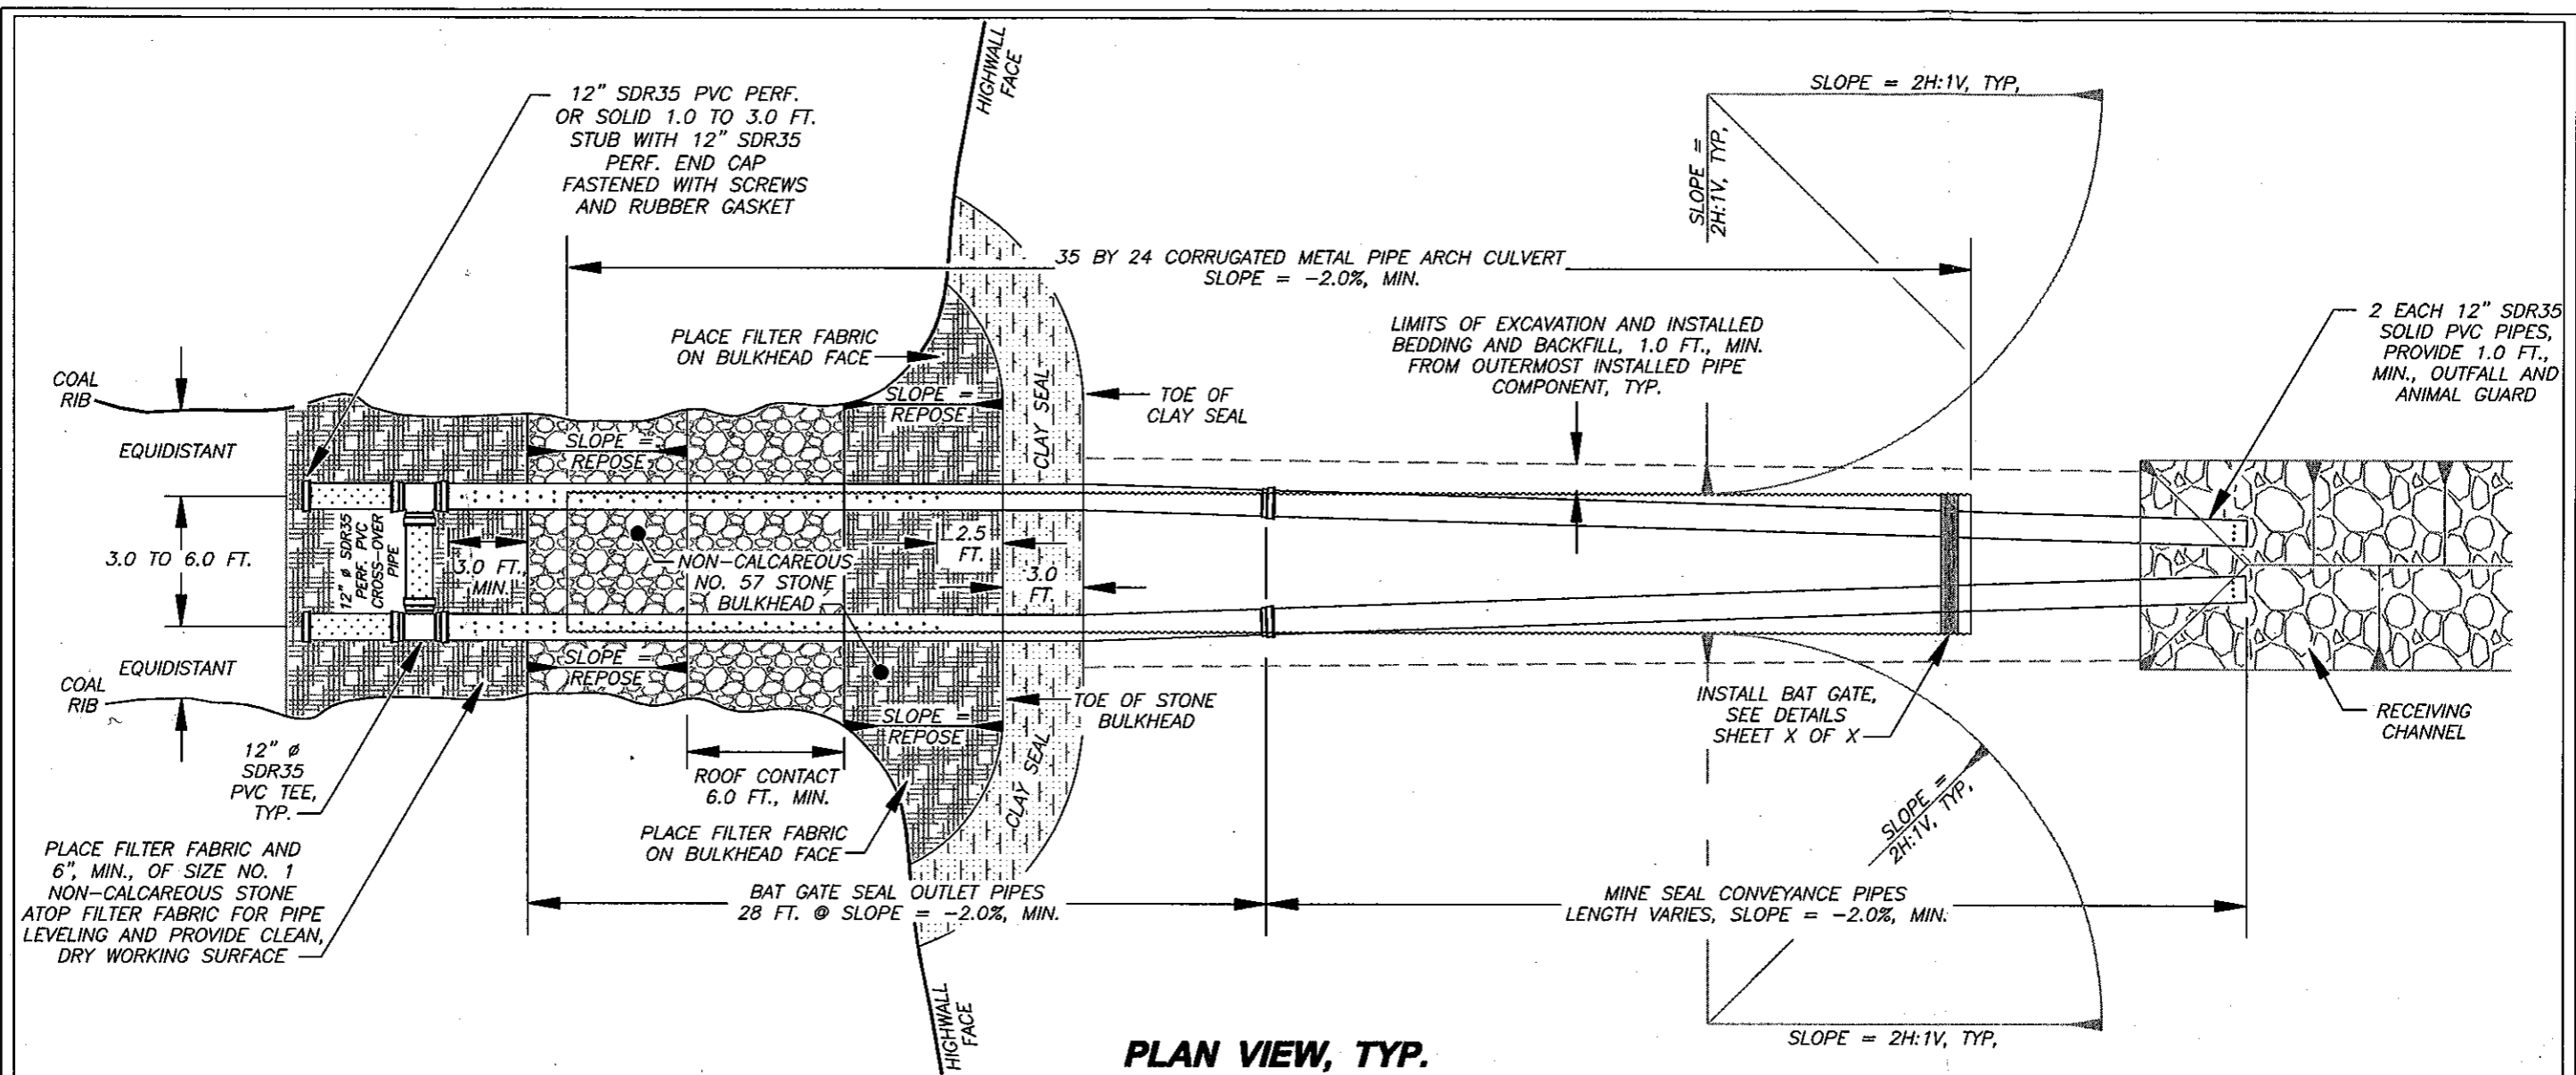 12" SDR35 PVC PERF.
OR SOLID 1.0 TO 3.0 FT.
STUB WITH 12" SDR35
PERF. END CAP
FASTENED WITH SCREWS
AND RUBBER GASKET
HIGHWALL
FACE
SLOPE = 2H:1V, TYP,
SLOPE =
2H:1V, TYP,
35 BY 24 CORRUGATED METAL PIPE ARCH CULVERT
SLOPE = -2.0%, MIN.
PLACE FILTER FABRIC
ON BULKHEAD FACE
LIMITS OF EXCAVATION AND INSTALLED
BEDDING AND BACKFILL, 1.0 FT., MIN.
FROM OUTERMOST INSTALLED PIPE
COMPONENT, TYP.
2 EACH 12" SDR35
SOLID PVC PIPES,
PROVIDE 1.0 FT.,
MIN., OUTFALL AND
ANIMAL GUARD
COAL
RIB
EQUIDISTANT
SLOPE =
REPOSE
SLOPE =
REPOSE
CLAY SEAL
TOE OF
CLAY SEAL
3.0 TO 6.0 FT.
12" ø SDR35
PERF. PVC
CROSS-OVER
PIPE
3.0 FT.,
MIN.
NON-CALCAREOUS
NO. 57 STONE
BULKHEAD
2.5
FT.
3.0
FT.
EQUIDISTANT
COAL
RIB
SLOPE =
REPOSE
SLOPE =
REPOSE
TOE OF STONE
BULKHEAD
CLAY SEAL
INSTALL BAT GATE,
SEE DETAILS
SHEET X OF X
RECEIVING
CHANNEL
12" ø
SDR35
PVC TEE,
TYP.
ROOF CONTACT
6.0 FT., MIN.
PLACE FILTER FABRIC
ON BULKHEAD FACE
SLOPE =
2H:1V, TYP,
PLACE FILTER FABRIC AND
6", MIN., OF SIZE NO. 1
NON-CALCAREOUS STONE
ATOP FILTER FABRIC FOR PIPE
LEVELING AND PROVIDE CLEAN,
DRY WORKING SURFACE
BAT GATE SEAL OUTLET PIPES
28 FT. @ SLOPE = -2.0%, MIN.
MINE SEAL CONVEYANCE PIPES
LENGTH VARIES, SLOPE = -2.0%, MIN.
HIGHWALL
FACE
SLOPE = 2H:1V, TYP,
PLAN VIEW, TYP.